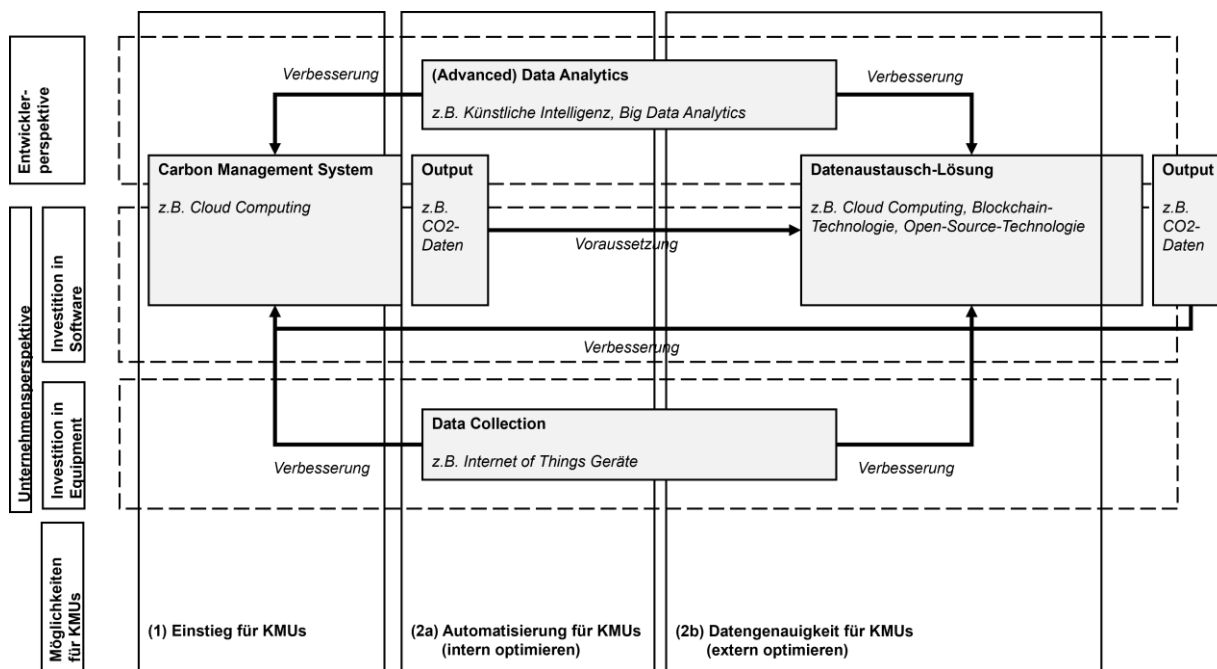 Entwickler-
perspektive
Verbesserung
(Advanced) Data Analytics
z.B. Künstliche Intelligenz, Big Data Analytics
Verbesserung
Carbon Management System
z.B. Cloud Computing
Output
z.B.
CO2-
Daten
Voraussetzung
Datenaustausch-Lösung
z.B. Cloud Computing, Blockchain-
Technologie, Open-Source-Technologie
Output
z.B.
CO2-
Daten
Unternehmensperspektive
Investition in
Software
Verbesserung
Investition in
Equipment
Data Collection
z.B. Internet of Things Geräte
Verbesserung
Verbesserung
Möglichkeiten
für KMUs
(1) Einstieg für KMUs
(2a) Automatisierung für KMUs
(intern optimieren)
(2b) Datengenauigkeit für KMUs
(extern optimieren)